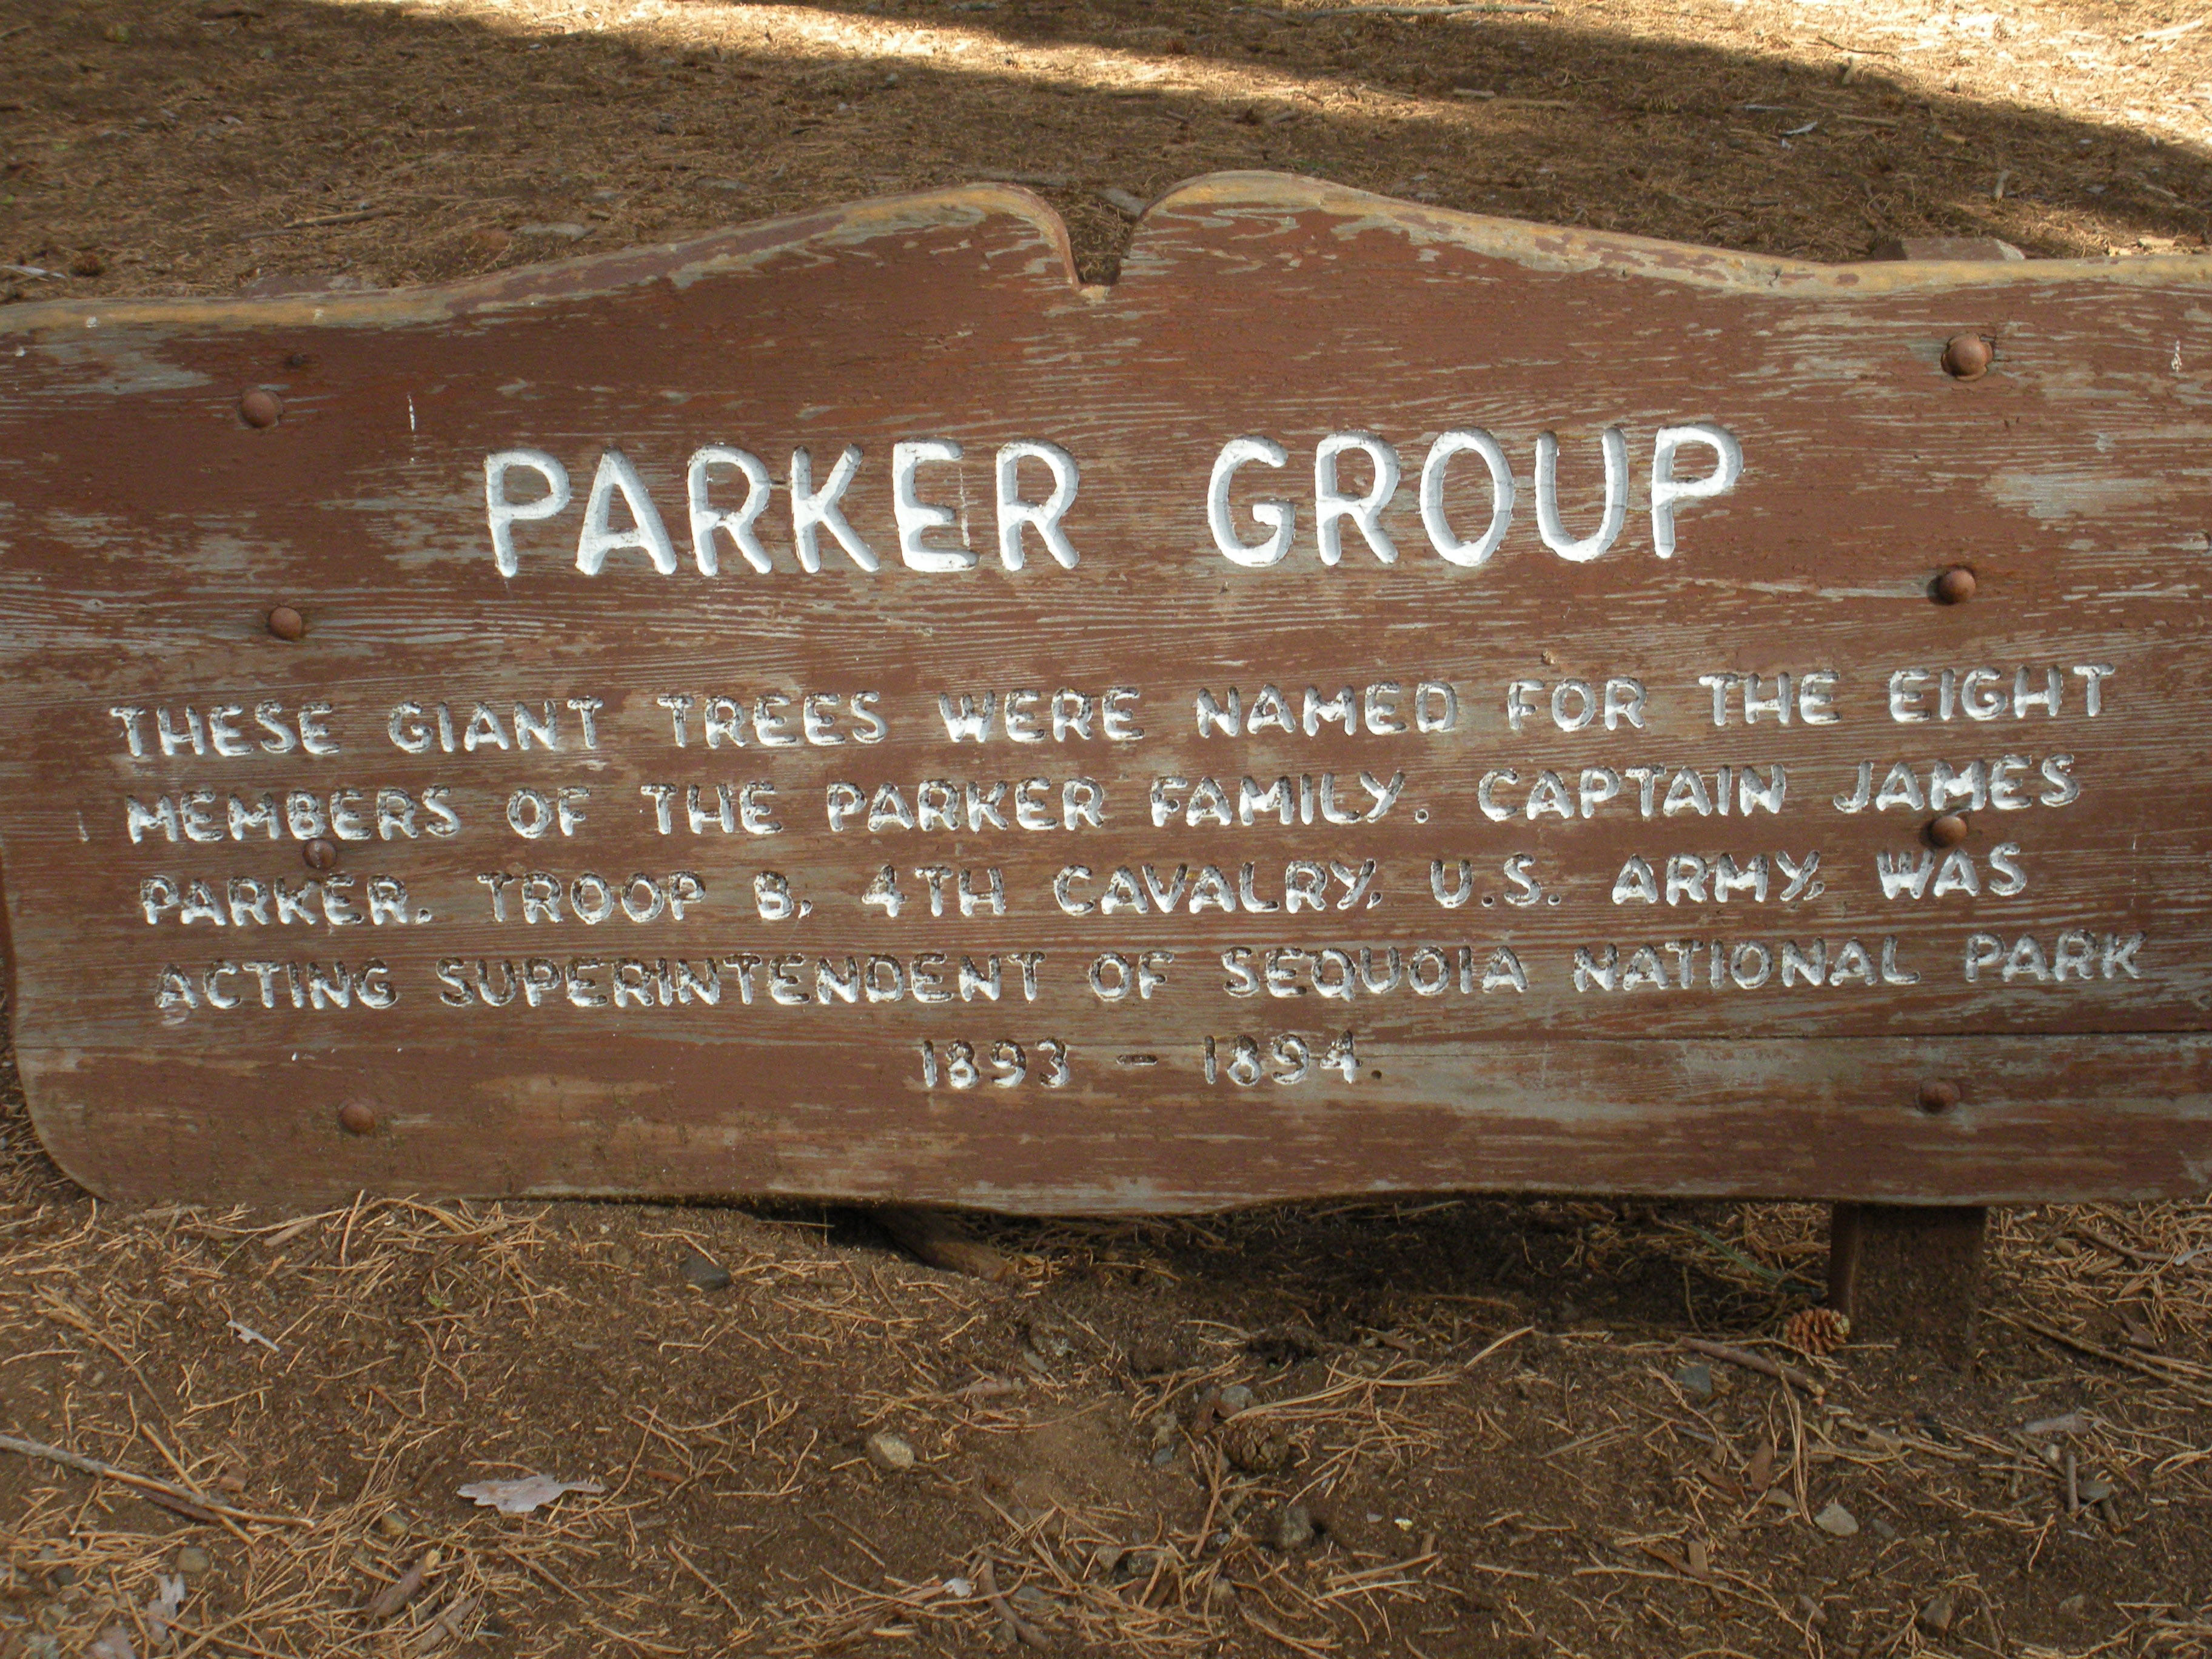 PARKER GROUP
THESE GIANT TREES WERE NAMED FOR THE EIGHT
MEMBERS OF THE PARKER FAMILY. CAPTAIN JAMES
PARKER, TROOP B, 4TH CAVALRY, U.S. ARMY, WAS
ACTING SUPERINTENDENT OF SEQUOIA NATIONAL PARK
1893 - 1894.